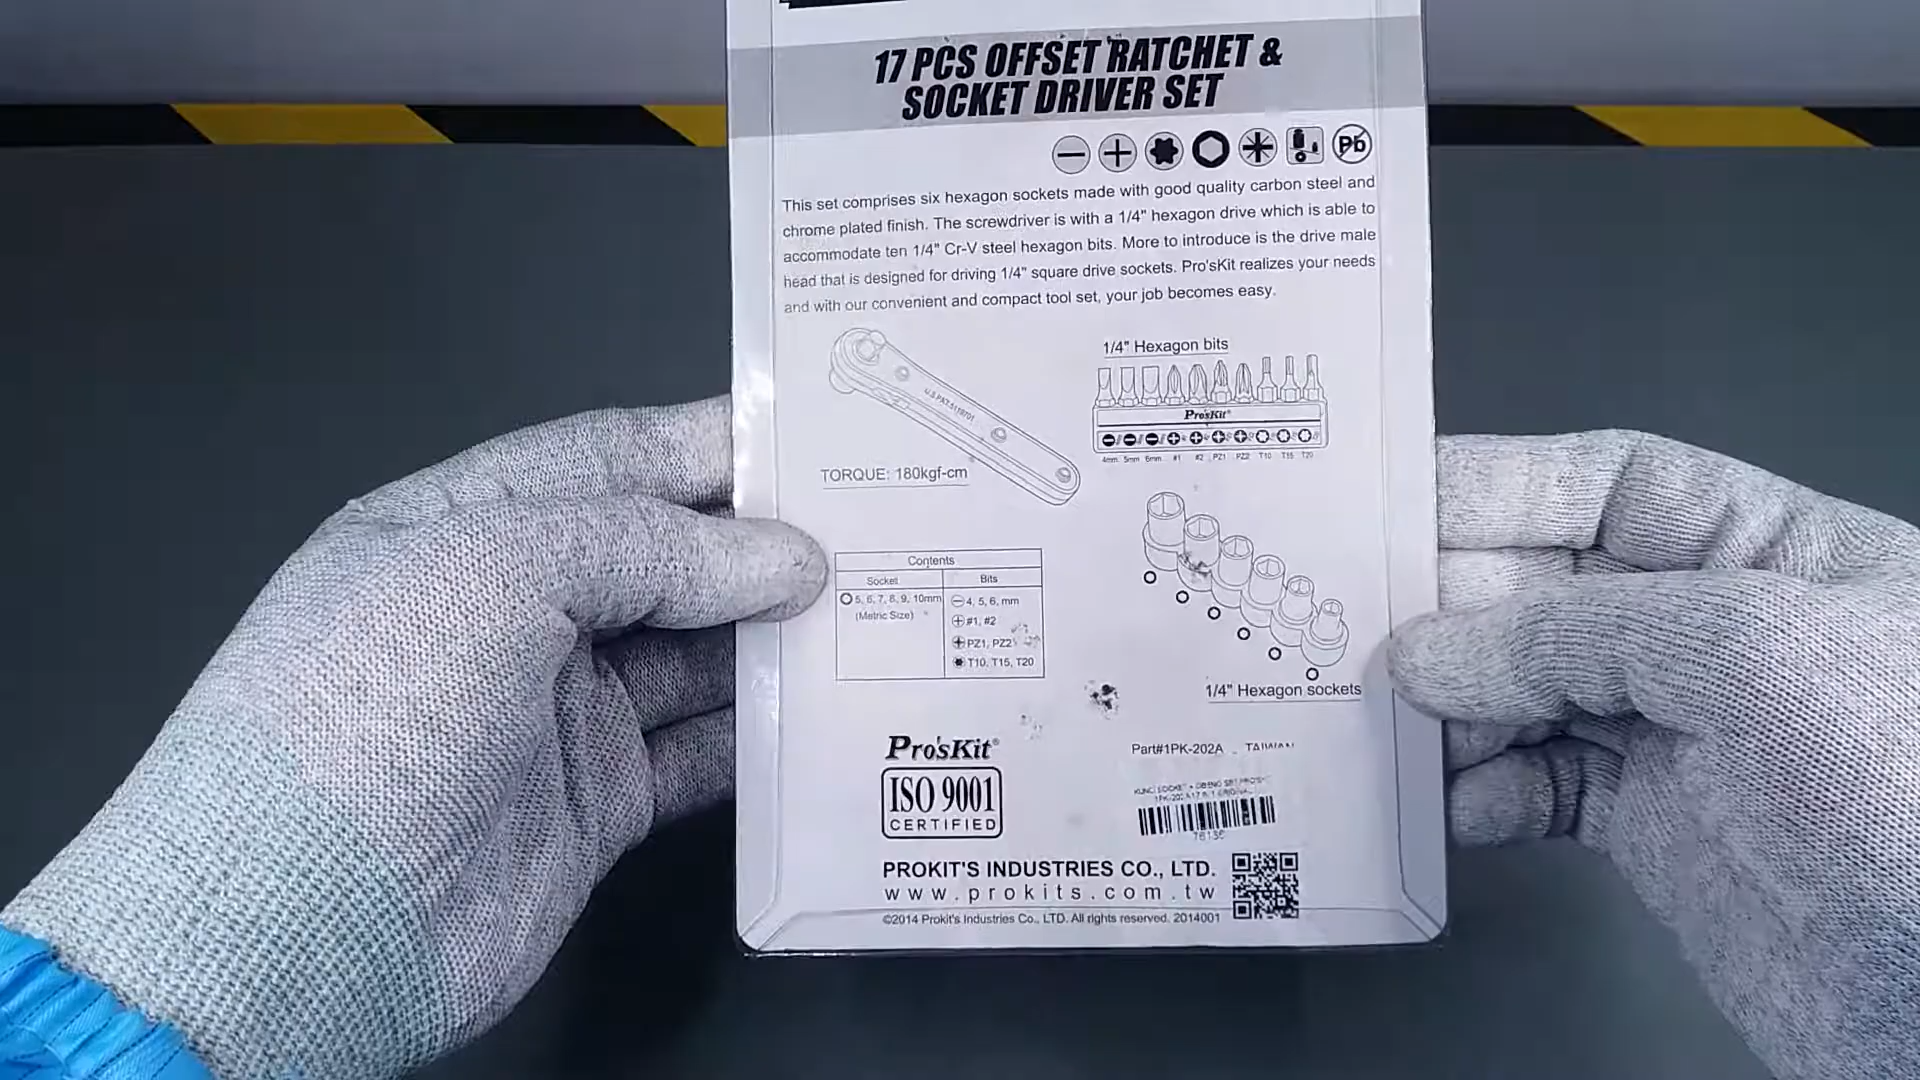 17 PCS OFFSET RATCHET &
SOCKET DRIVER SET
Pb
This set comprises six hexagon sockets made with good quality carbon steel and
chrome plated finish. The screwdriver is with a 1/4" hexagon drive which is able to
accommodate ten 1/4" Cr-V steel hexagon bits. More to introduce is the drive male
head that is designed for driving 1/4" square drive sockets. Pro'sKit realizes your needs
and with our convenient and compact tool set, your job becomes easy.
1/4" Hexagon bits
Pro'sKit®
4mm 5mm 6mm #1 #2 PZ1 PZ2 T10 T15 T20
TORQUE: 180kgf-cm
Contents
Socket Bits
5, 6, 7, 8, 9, 10mm
(Metric Size)
4, 5, 6, mm
#1, #2
PZ1, PZ2
T10, T15, T20
1/4" Hexagon sockets
Pro'sKit®
ISO 9001
CERTIFIED
Part#1PK-202A TAIWAN
PROKIT'S INDUSTRIES CO., LTD.
www.prokits.com.tw
©2014 Prokit's Industries Co., LTD. All rights reserved. 2014001